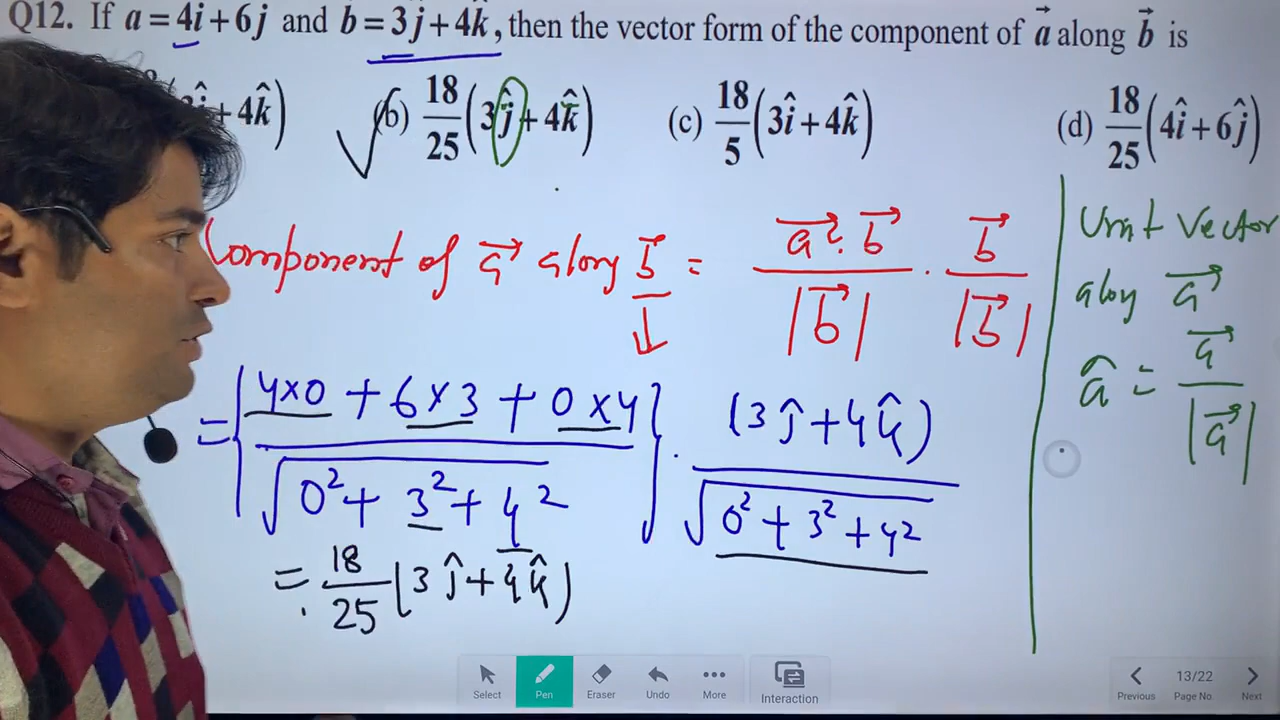 Q12. If a = 4i + 6j and b = 3j + 4k, then the vector form of the component of a⃗ along b⃗ is
î + 4k̂) (b) 18/25 (3ĵ + 4k̂) (c) 18/5 (3î + 4k̂) (d) 18/25 (4î + 6ĵ)
Component of a⃗ along b⃗ = a⃗ . b⃗ / |b⃗| . b⃗ / |b⃗|
Unit Vector
alog a⃗
â = a⃗ / |a⃗|
= { 4×0 + 6×3 + 0×4 / √0² + 3² + 4² } . (3ĵ + 4k̂) / √0² + 3² + 4²
= 18/25 (3ĵ + 4k̂)
Select Pen Eraser Undo More Interaction Previous 13/22 Page No. Next